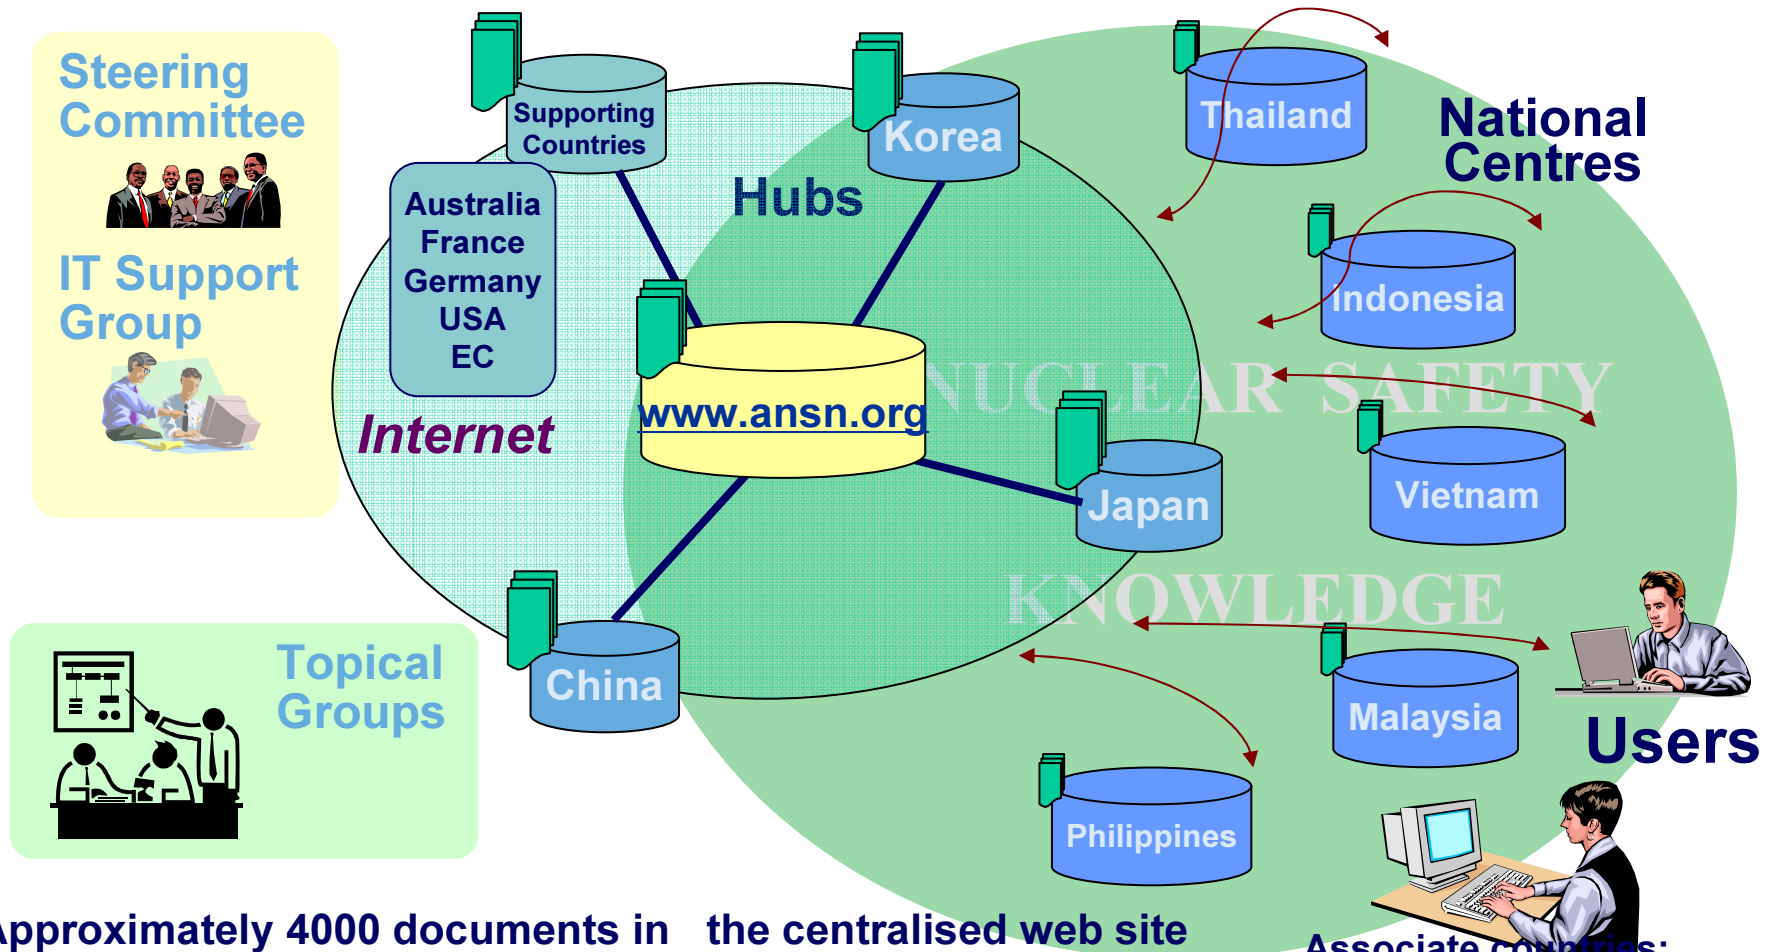 Steering
Committee
IT Support
Group
Supporting
Countries
Australia
France
Germany
USA
EC
Internet
Hubs
Korea
www.ansn.org
Japan
China
Thailand
National
Centres
Indonesia
NUCLEAR SAFETY
Vietnam
KNOWLEDGE
Malaysia
Philippines
Users
Topical
Groups
Approximately 4000 documents in the centralised web site
Associate countries: